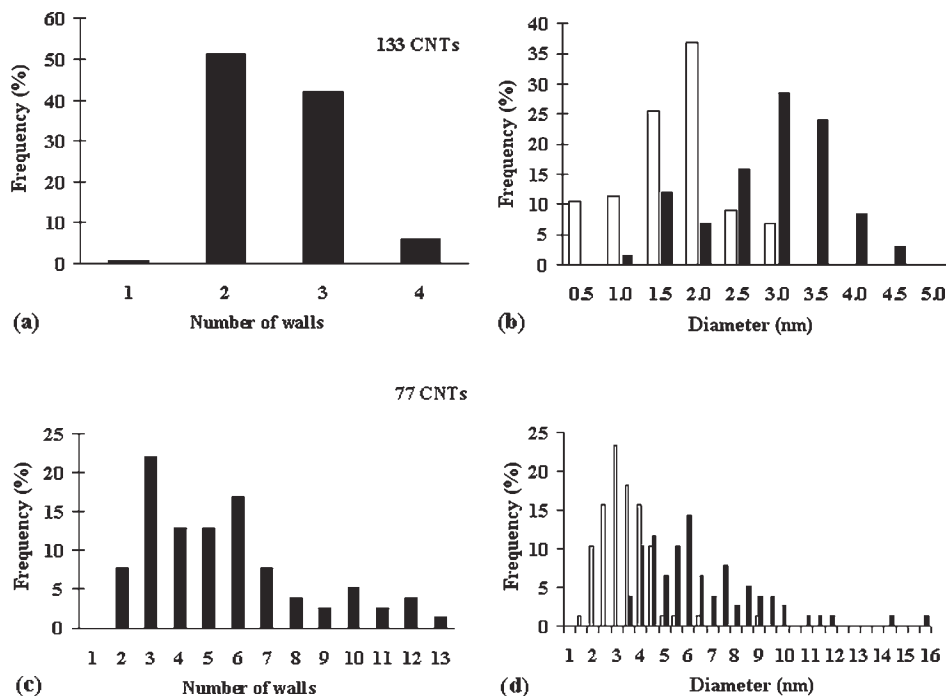 133 CNTs
Frequency (%)
60
50
40
30
20
10
0
1 2 3 4
(a) Number of walls
Frequency (%)
40
35
30
25
20
15
10
5
0
0.5 1.0 1.5 2.0 2.5 3.0 3.5 4.0 4.5 5.0
(b) Diameter (nm)
77 CNTs
Frequency (%)
25
20
15
10
5
0
1 2 3 4 5 6 7 8 9 10 11 12 13
(c) Number of walls
Frequency (%)
25
20
15
10
5
0
1 2 3 4 5 6 7 8 9 10 11 12 13 14 15 16
(d) Diameter (nm)